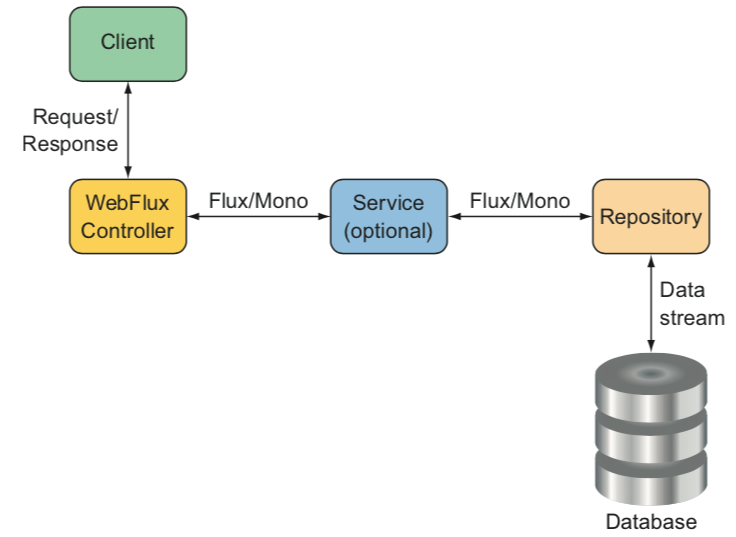 Client
Request/
Response
WebFlux
Controller
Flux/Mono
Service
(optional)
Flux/Mono
Repository
Data
stream
Database